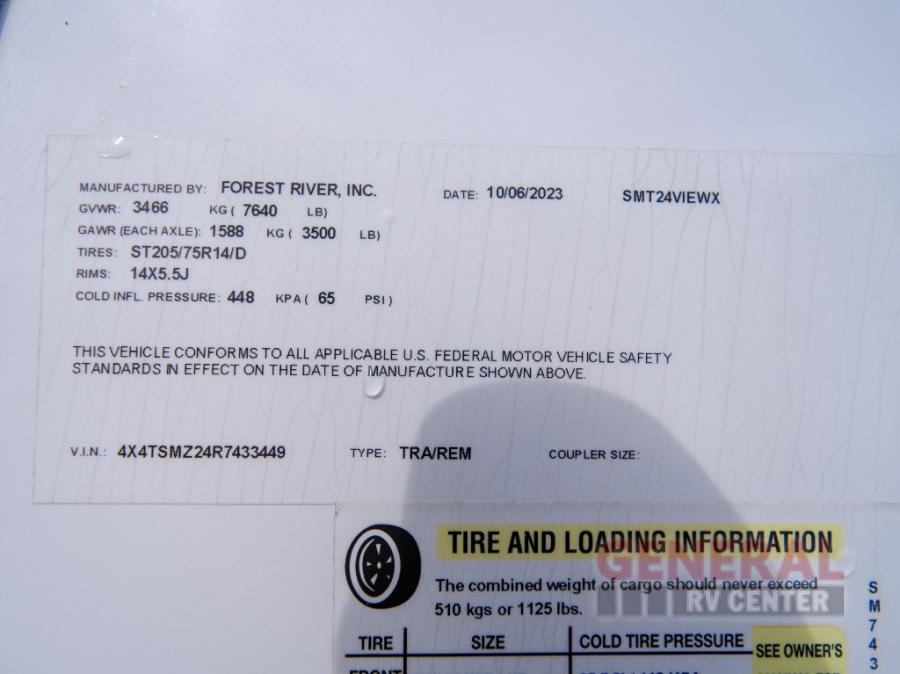 MANUFACTURED BY: FOREST RIVER, INC. DATE: 10/06/2023 SMT24VIEWX
GVWR: 3466 KG ( 7640 LB)
GAWR (EACH AXLE): 1588 KG ( 3500 LB)
TIRES: ST205/75R14/D
RIMS: 14X5.5J
COLD INFL. PRESSURE: 448 KPA ( 65 PSI )
THIS VEHICLE CONFORMS TO ALL APPLICABLE U.S. FEDERAL MOTOR VEHICLE SAFETY
STANDARDS IN EFFECT ON THE DATE OF MANUFACTURE SHOWN ABOVE.
V.I.N.: 4X4TSMZ24R7433449 TYPE: TRA/REM COUPLER SIZE:
TIRE AND LOADING INFORMATION
The combined weight of cargo should never exceed
510 kgs or 1125 lbs.
GENERAL
RV CENTER
TIRE SIZE COLD TIRE PRESSURE SEE OWNER'S
FRONT
SM743